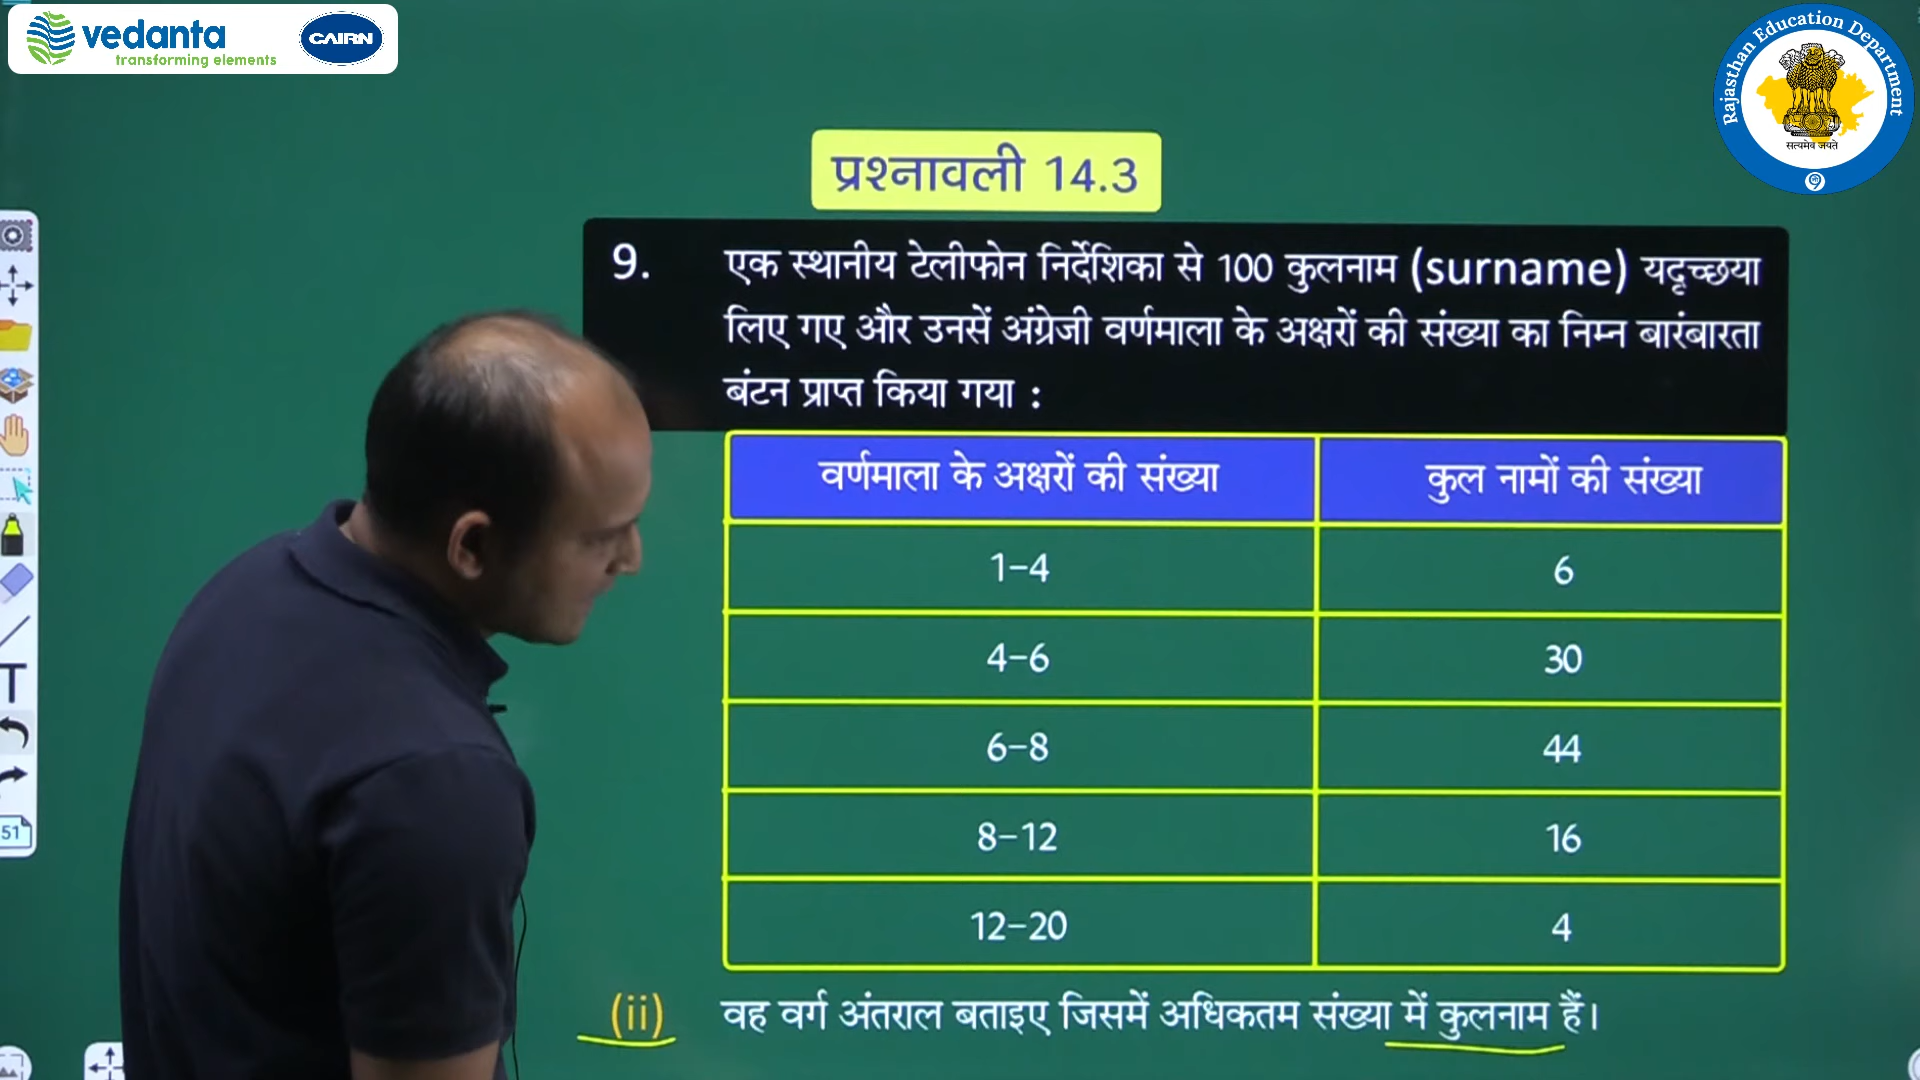 vedanta
transforming elements
CAIRN
Rajasthan Education Department
सत्यमेव जयते
प्रश्नावली 14.3
9. एक स्थानीय टेलीफोन निर्देशिका से 100 कुलनाम (surname) यदृच्छया
लिए गए और उनसें अंग्रेजी वर्णमाला के अक्षरों की संख्या का निम्न बारंबारता
बंटन प्राप्त किया गया :
वर्णमाला के अक्षरों की संख्या कुल नामों की संख्या
1-4 6
4-6 30
6-8 44
8-12 16
12-20 4
(ii) वह वर्ग अंतराल बताइए जिसमें अधिकतम संख्या में कुलनाम हैं।
T
51